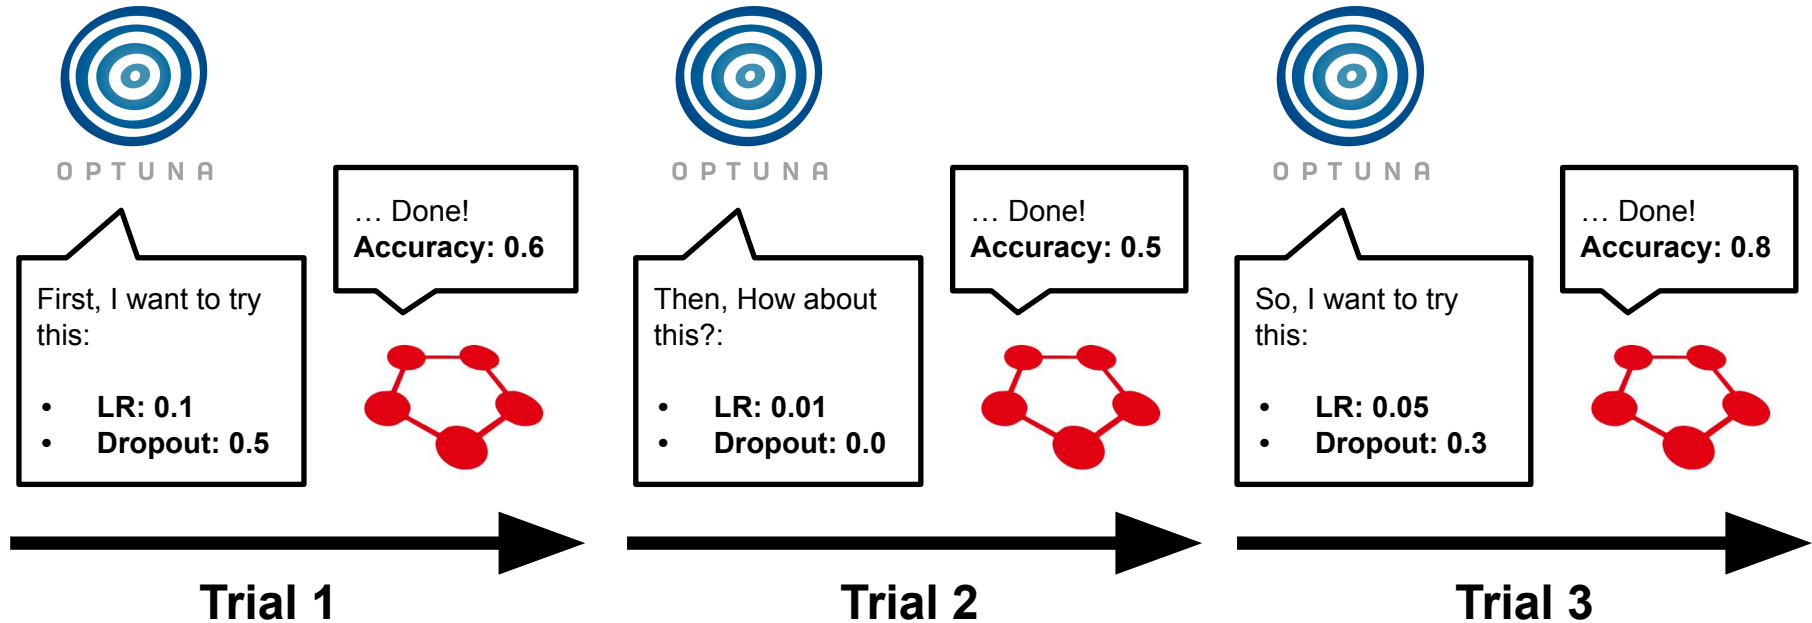 OPTUNA
First, I want to try
this:
• LR: 0.1
• Dropout: 0.5
… Done!
Accuracy: 0.6
Trial 1
OPTUNA
Then, How about
this?:
• LR: 0.01
• Dropout: 0.0
… Done!
Accuracy: 0.5
Trial 2
OPTUNA
So, I want to try
this:
• LR: 0.05
• Dropout: 0.3
… Done!
Accuracy: 0.8
Trial 3